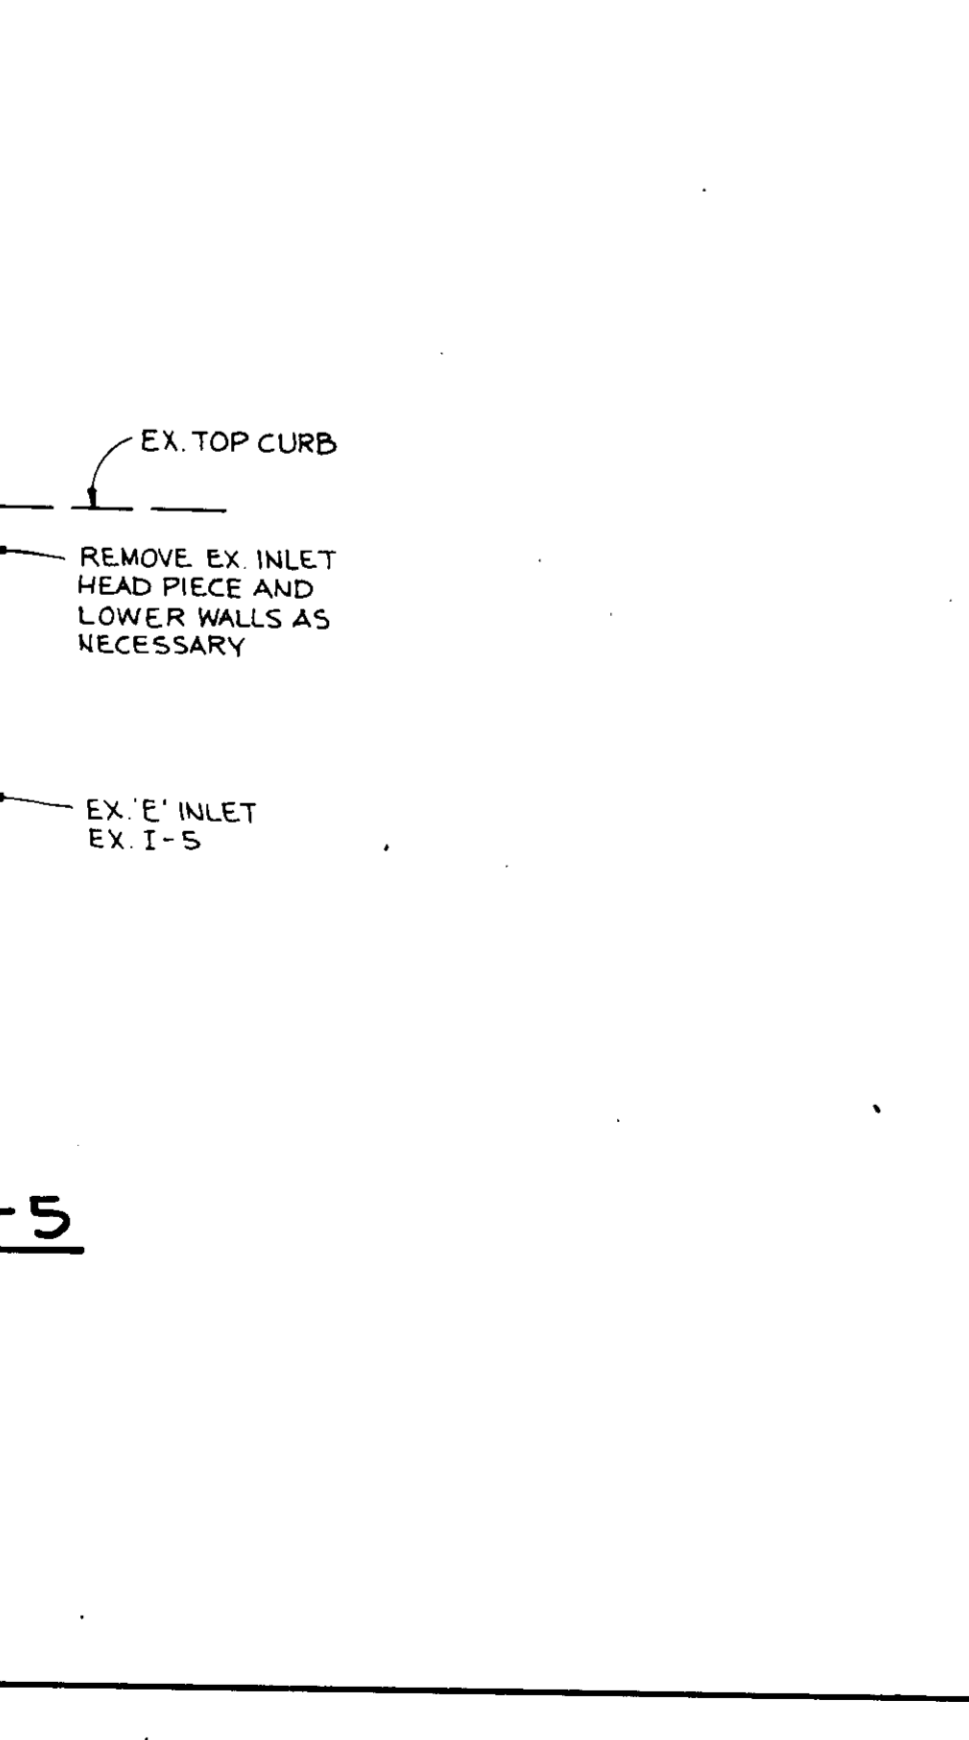 EX. TOP CURB
REMOVE EX. INLET
HEAD PIECE AND
LOWER WALLS AS
NECESSARY
EX. 'E' INLET
EX. I-5
-5